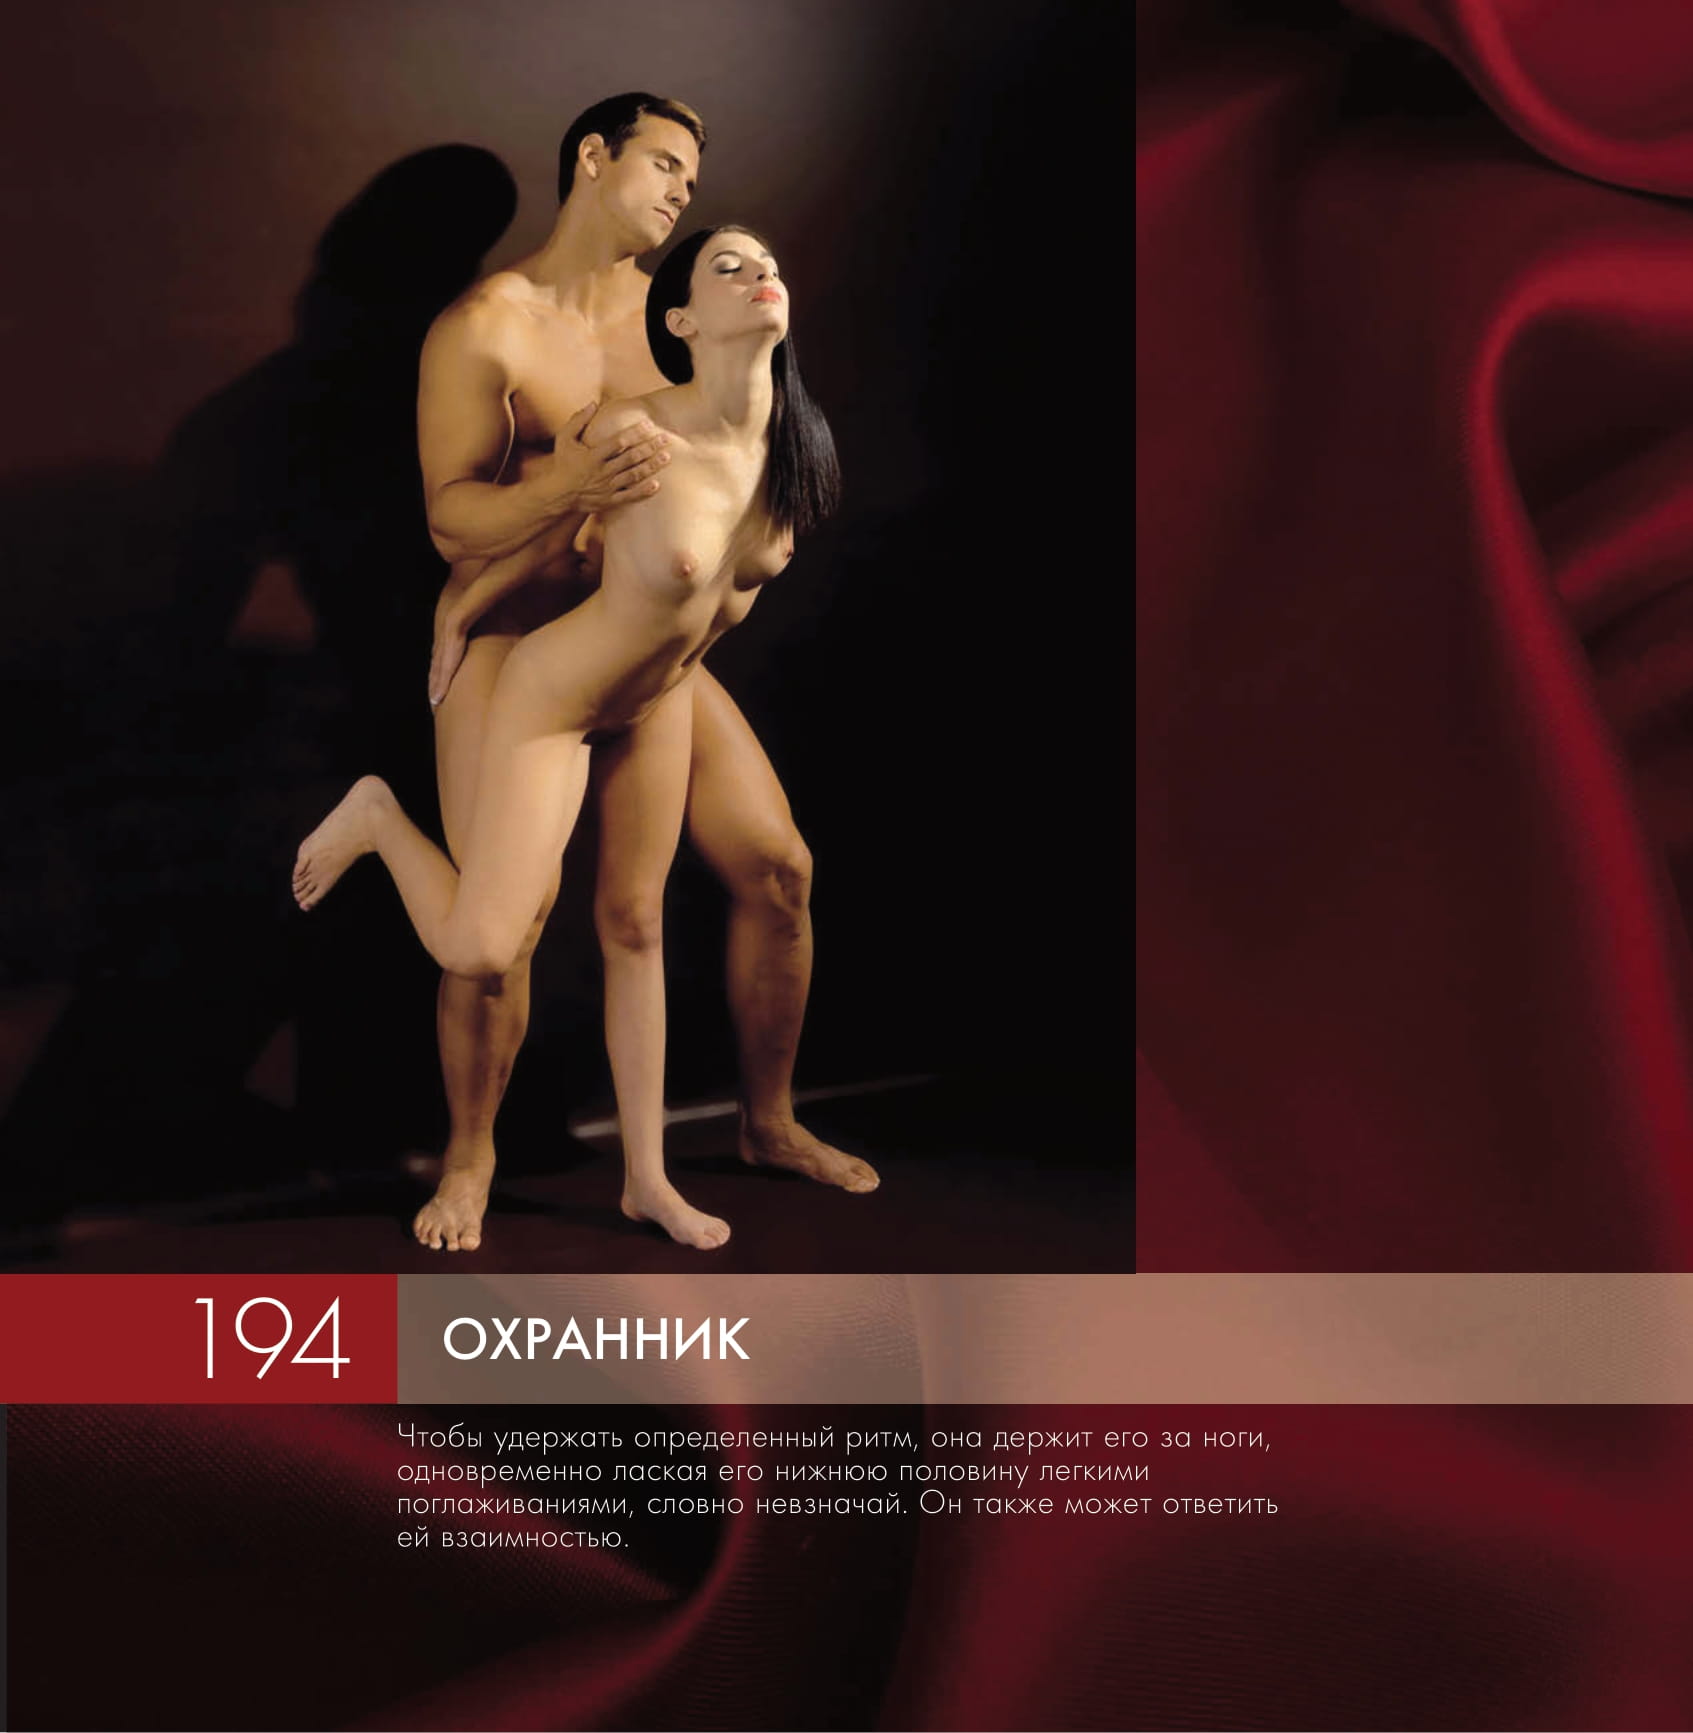 194
ОХРАННИК
Чтобы удержать определенный ритм, она держит его за ноги,
одновременно лаская его нижнюю половину легкими
поглаживаниями, словно невзначай. Он также может ответить
ей взаимностью.